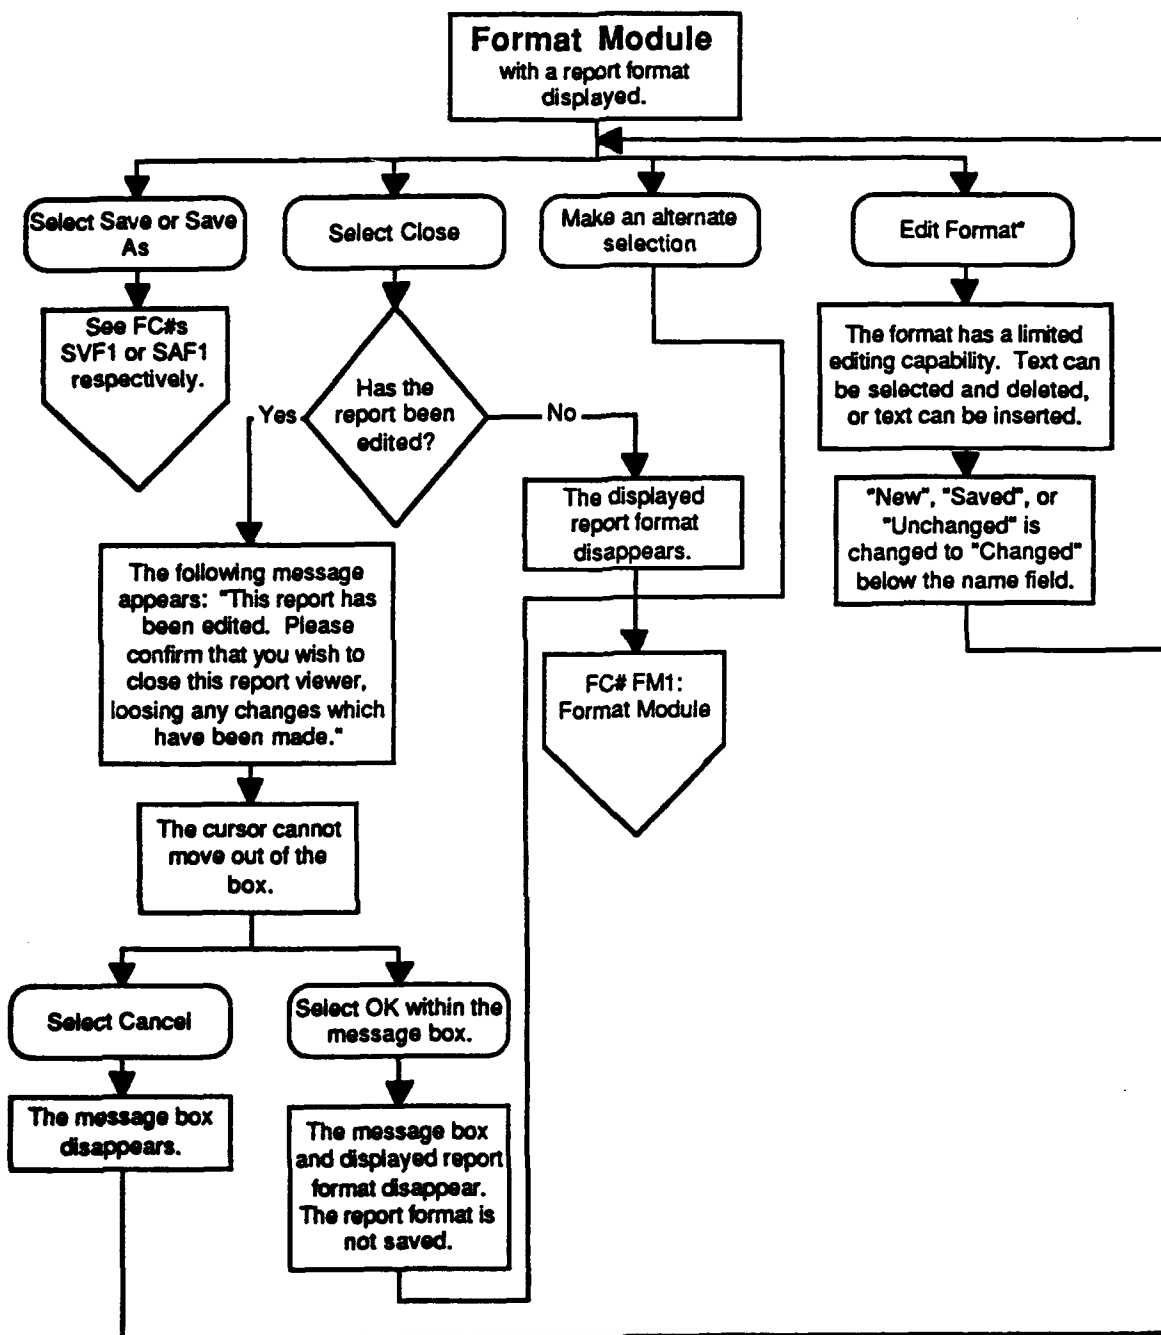 Format Module
with a report format
displayed.
Select Save or Save
As
Select Close
Make an alternate
selection
Edit Format*
See FC#s
SVF1 or SAF1
respectively.
Has the
report been
edited?
Yes
No
The format has a limited
editing capability. Text can
be selected and deleted,
or text can be inserted.
The displayed
report format
disappears.
"New", "Saved", or
"Unchanged" is
changed to "Changed"
below the name field.
The following message
appears: "This report has
been edited. Please
confirm that you wish to
close this report viewer,
loosing any changes which
have been made."
FC# FM1:
Format Module
The cursor cannot
move out of the
box.
Select Cancel
Select OK within the
message box.
The message box
disappears.
The message box
and displayed report
format disappear.
The report format is
not saved.